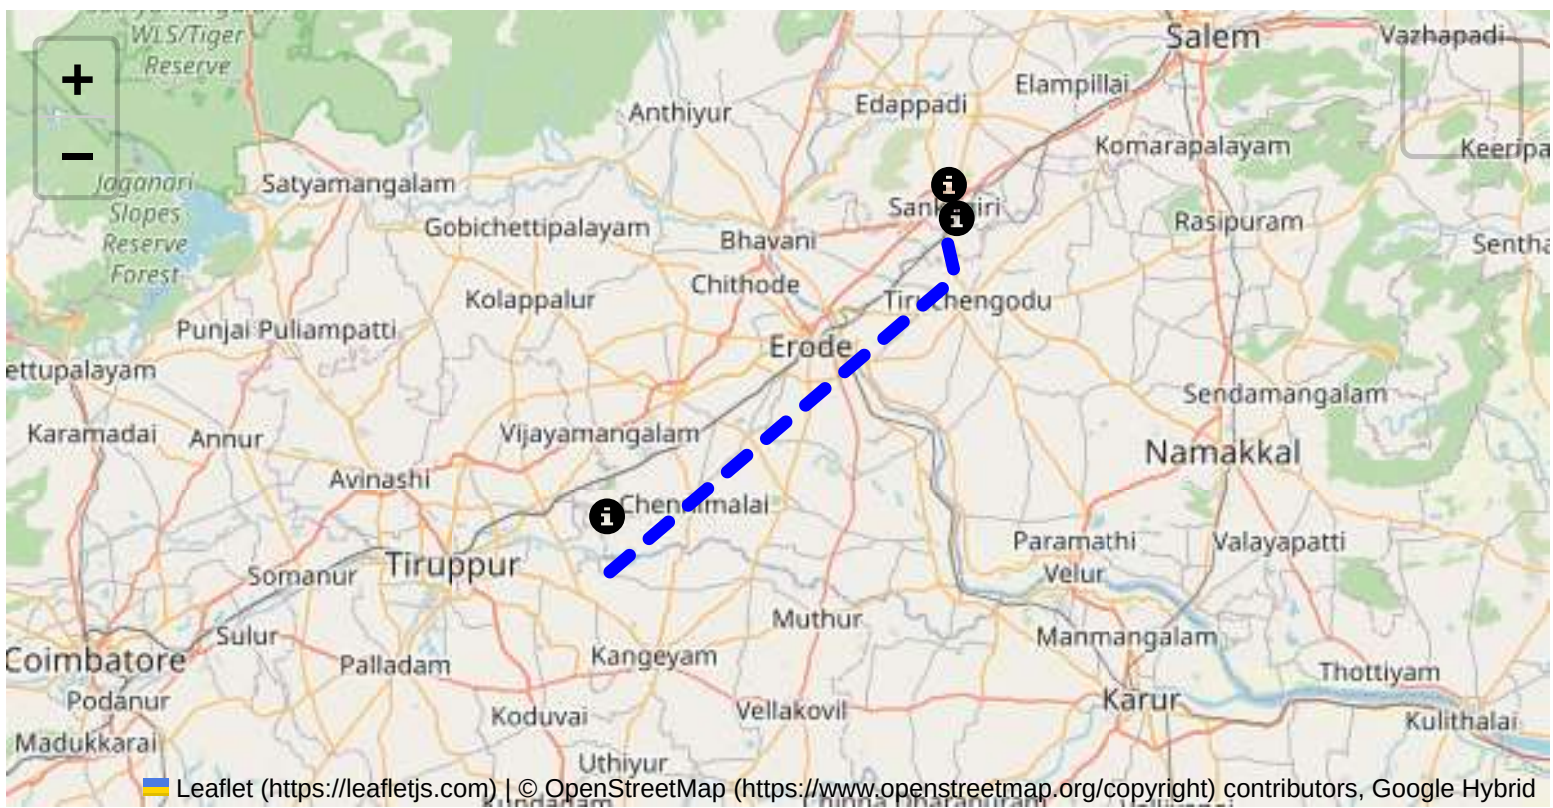 WLS/Tiger
Reserve
Salem
Vazhapadi
+
Elampillai
Edappadi
Anthiyur
Komarapalayam
−
Jaganari
Slopes
Reserve
Forest
Satyamangalam
Gobichettipalayam
Bhavani
Rasipuram
Chithode
Kolappalur
Punjai Puliampatti
Erode
ettupalayam
Sendamangalam
Karamadai
Annur
Vijayamangalam
Namakkal
Avinashi
Paramathi
Velur
Valayapatti
Tiruppur
Somanur
Muthur
Sulur
Manmangalam
Coimbatore
Palladam
Kangeyam
Thottiyam
Podanur
Koduvai
Vellakovil
Karur
Kulithalai
Madukkarai
Uthiyur
Leaflet (https://leafletjs.com) | © OpenStreetMap (https://www.openstreetmap.org/copyright) contributors, Google Hybrid